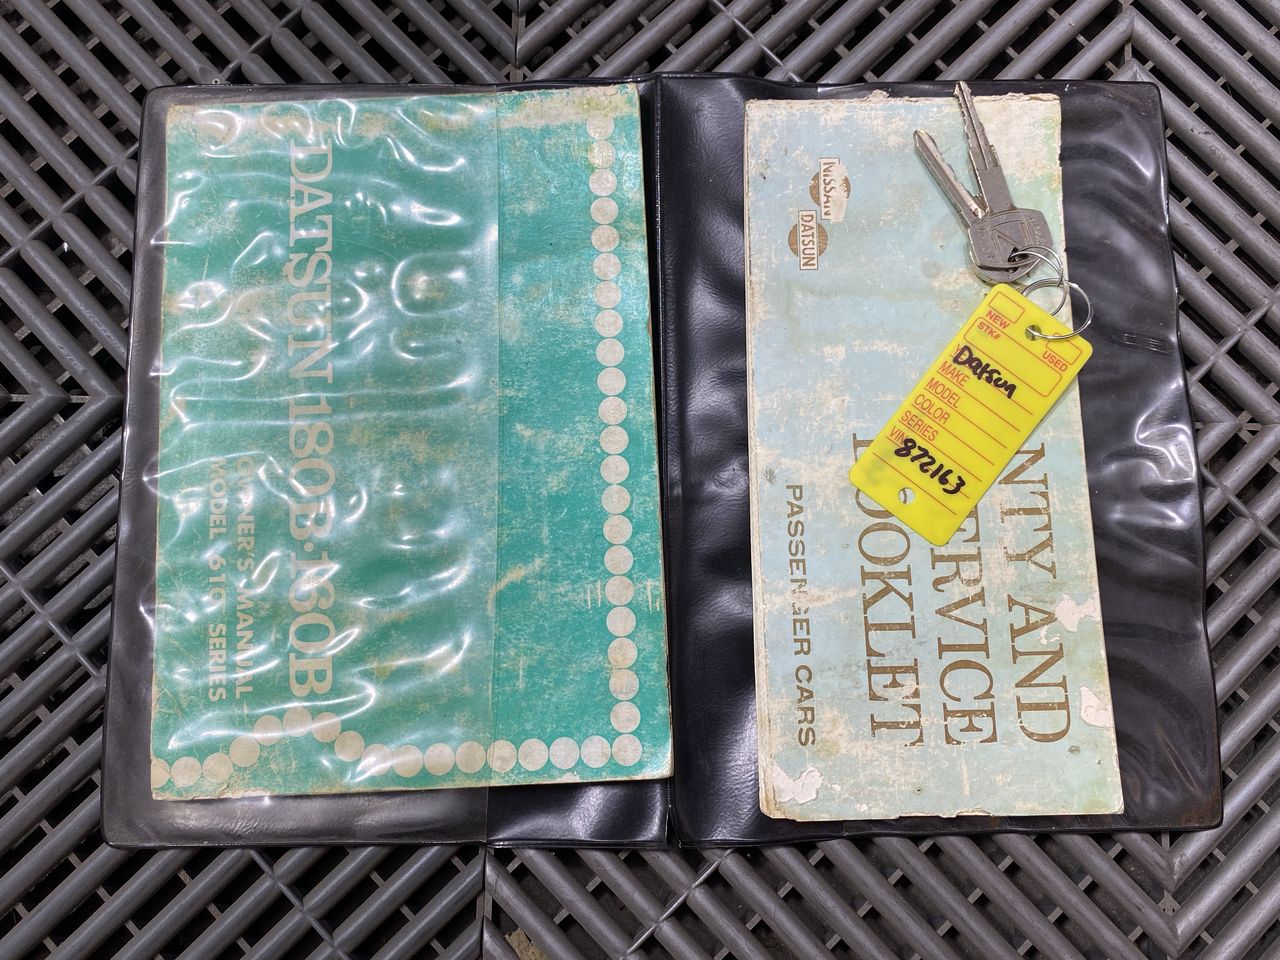 DATSUN 180B·160B
OWNER'S MANUAL
MODEL 610 SERIES
NISSAN
DATSUN
NTY AND
ERVICE
BOOKLET
PASSENGER CARS
NEW
USED
STK#
Datsun
MAKE
MODEL
COLOR
SERIES
VIN
872163